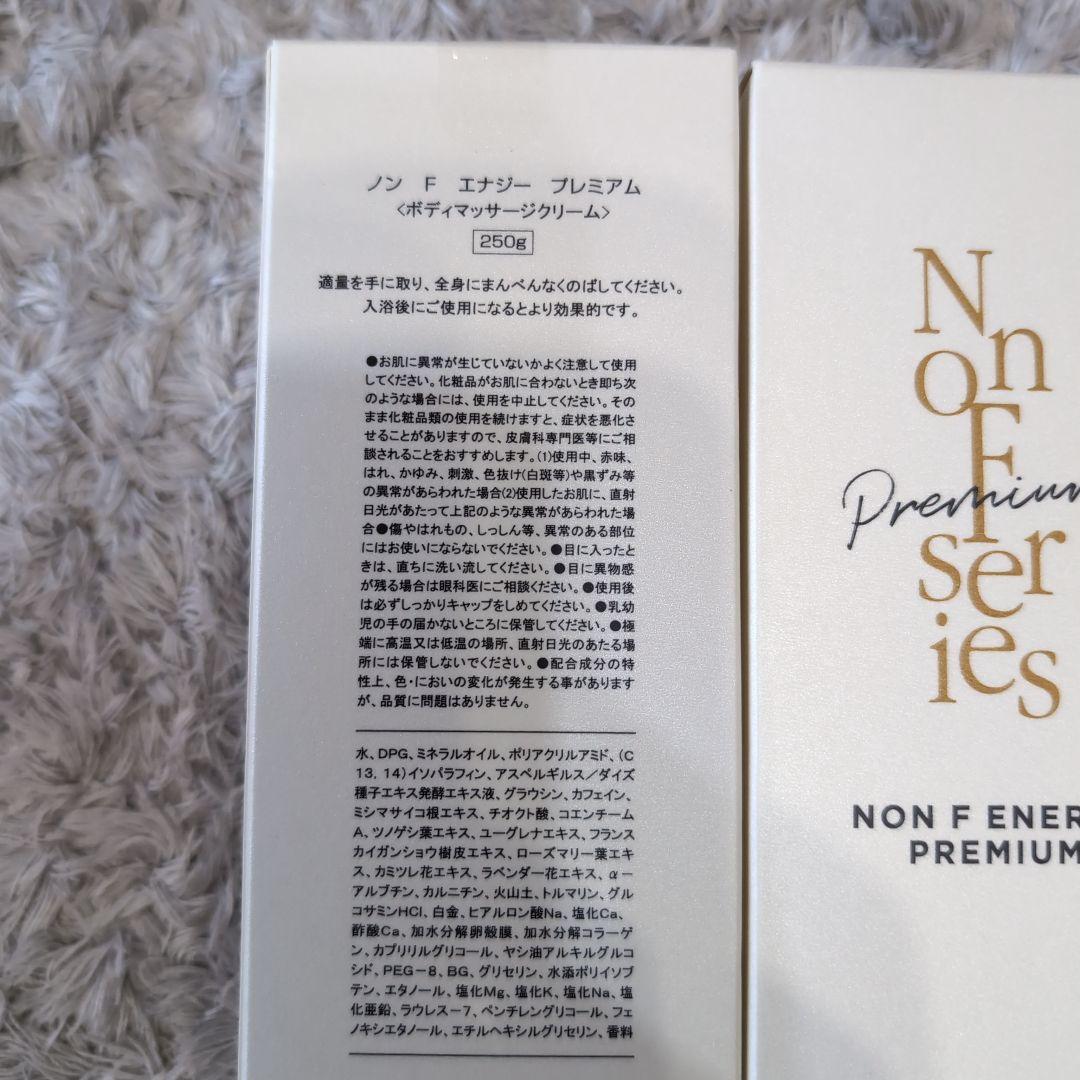 ノン F エナジー プレミアム
〈ボディマッサージクリーム〉
250g
適量を手に取り、全身にまんべんなくのばしてください。
入浴後にご使用になるとより効果的です。
●お肌に異常が生じていないかよく注意して使用
してください。化粧品がお肌に合わないとき即ち次
のような場合には、使用を中止してください。その
まま化粧品類の使用を続けますと、症状を悪化さ
せることがありますので、皮膚科専門医等にご相
談されることをおすすめします。(1)使用中、赤味、
はれ、かゆみ、刺激、色抜け(白斑等)や黒ずみ等
の異常があらわれた場合(2)使用したお肌に、直射
日光があたって上記のような異常があらわれた場
合●傷やはれもの、しっしん等、異常のある部位
にはお使いにならないでください。●目に入ったと
きは、直ちに洗い流してください。●目に異物感
が残る場合は眼科医にご相談ください。●使用後
は必ずしっかりキャップをしめてください。●乳幼
児の手の届かないところに保管してください。●極
端に高温又は低温の場所、直射日光のあたる場
所には保管しないでください。●配合成分の特
性上、色・においの変化が発生する事があります
が、品質に問題はありません。
水、DPG、ミネラルオイル、ポリアクリルアミド、(C
13, 14)イソパラフィン、アスペルギルス／ダイズ
種子エキス発酵エキス液、グラウシン、カフェイン、
ミシマサイコ根エキス、チオクト酸、コエンチーム
A、ツノゲシ葉エキス、ユーグレナエキス、フランス
カイガンショウ樹皮エキス、ローズマリー葉エキ
ス、カミツレ花エキス、ラベンダー花エキス、α－
アルブチン、カルニチン、火山土、トルマリン、グル
コサミンHCl、白金、ヒアルロン酸Na、塩化Ca、
酢酸Ca、加水分解卵殻膜、加水分解コラーゲ
ン、カプリリルグリコール、ヤシ油アルキルグルコ
シド、PEG－8、BG、グリセリン、水添ポリイソブ
テン、エタノール、塩化Mg、塩化K、塩化Na、塩
化亜鉛、ラウレス－7、ペンチレングリコール、フェ
ノキシエタノール、エチルヘキシルグリセリン、香料
Non
F
Premium
Series
NON F ENER
PREMIUM